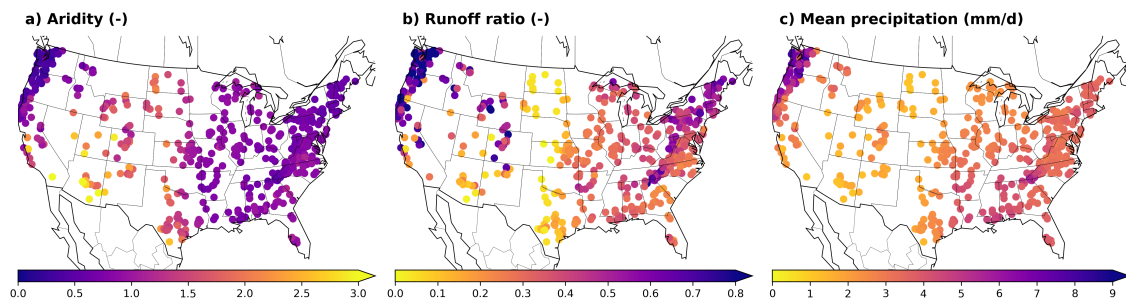 a) Aridity (-)
b) Runoff ratio (-)
c) Mean precipitation (mm/d)
0.0 0.5 1.0 1.5 2.0 2.5 3.0
0.0 0.1 0.2 0.3 0.4 0.5 0.6 0.7 0.8
0 1 2 3 4 5 6 7 8 9